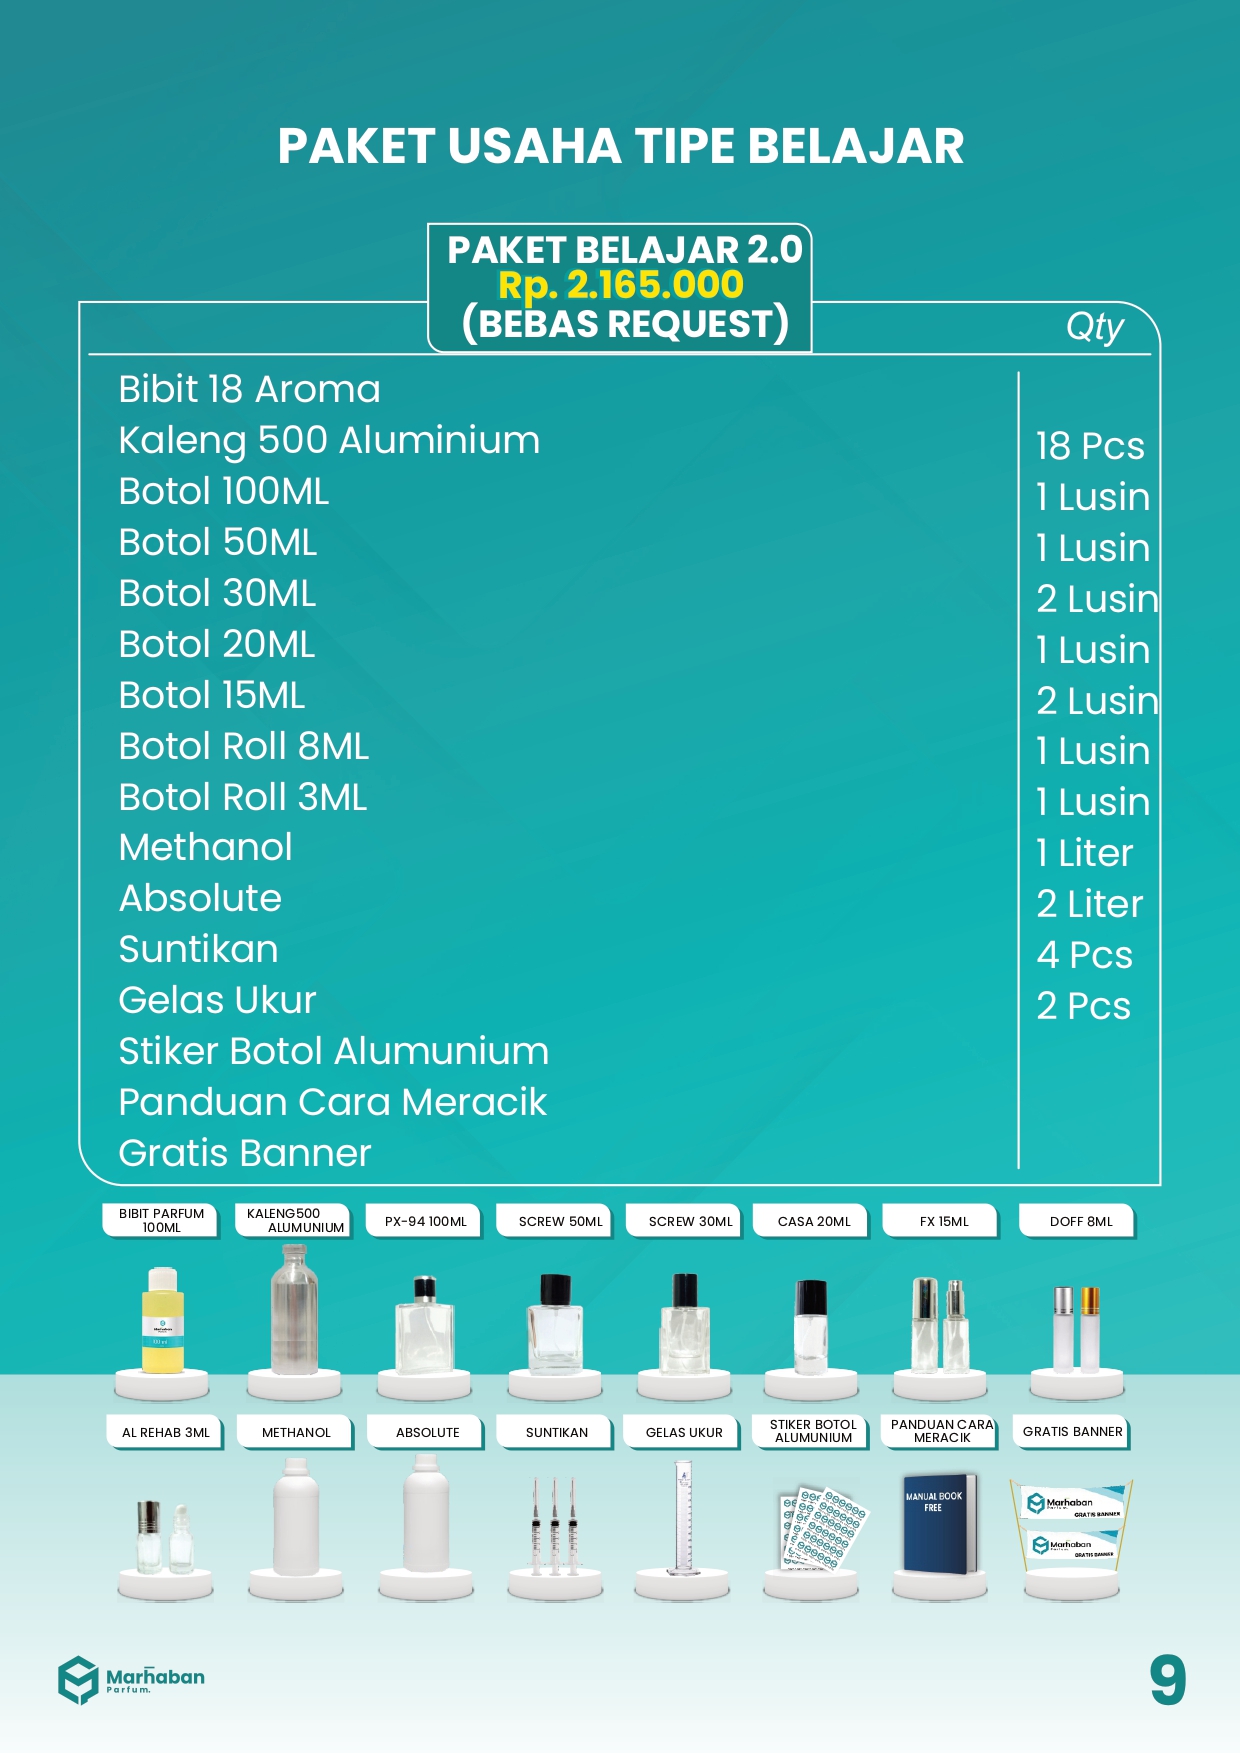 PAKET USAHA TIPE BELAJAR
PAKET BELAJAR 2.0
Rp. 2.165.000
(BEBAS REQUEST)
Qty
Bibit 18 Aroma
Kaleng 500 Aluminium
18 Pcs
Botol 100ML
1 Lusin
Botol 50ML
1 Lusin
Botol 30ML
2 Lusin
Botol 20ML
1 Lusin
Botol 15ML
2 Lusin
Botol Roll 8ML
1 Lusin
Botol Roll 3ML
1 Lusin
Methanol
1 Liter
Absolute
2 Liter
Suntikan
4 Pcs
Gelas Ukur
2 Pcs
Stiker Botol Alumunium
Panduan Cara Meracik
Gratis Banner
BIBIT PARFUM
100ML
KALENG500
ALUMUNIUM
PX-94 100ML
SCREW 50ML
SCREW 30ML
CASA 20ML
FX 15ML
DOFF 8ML
Marhaban
AL REHAB 3ML
METHANOL
ABSOLUTE
SUNTIKAN
GELAS UKUR
STIKER BOTOL
ALUMUNIUM
PANDUAN CARA
MERACIK
GRATIS BANNER
MANUAL BOOK
FREE
Marhaban
Parfum.
GRATIS BANNER
Marhaban
GRATIS BANNER
Marhaban
Parfum.
9